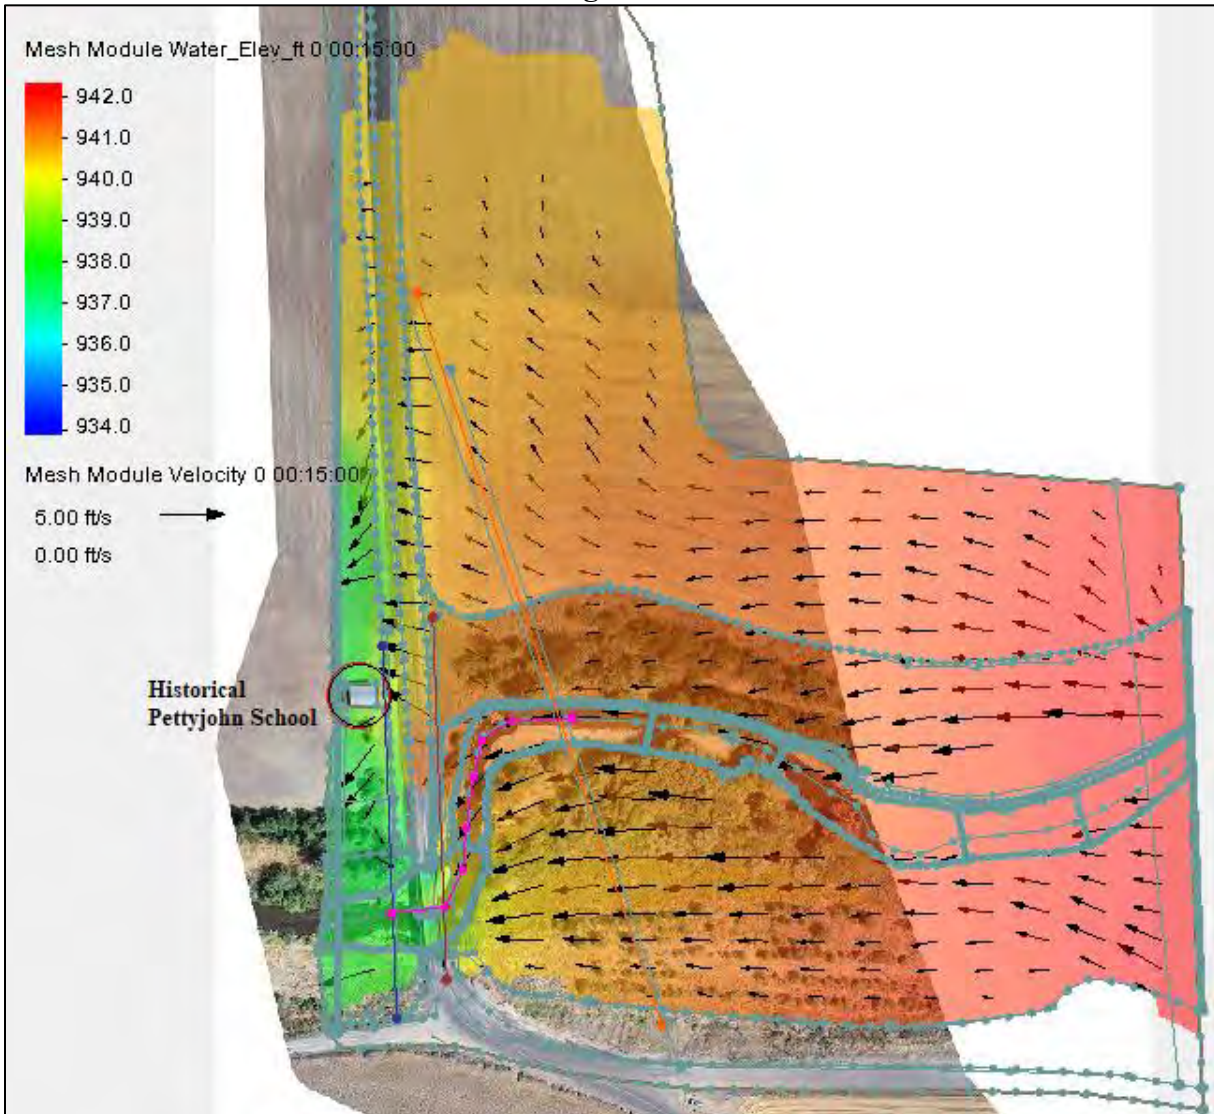 Mesh Module Water_Elev_ft 0 00:15:00
942.0
941.0
940.0
939.0
938.0
937.0
936.0
935.0
934.0
Mesh Module Velocity 0 00:15:00
5.00 ft/s
0.00 ft/s
Historical
Pettyjohn School